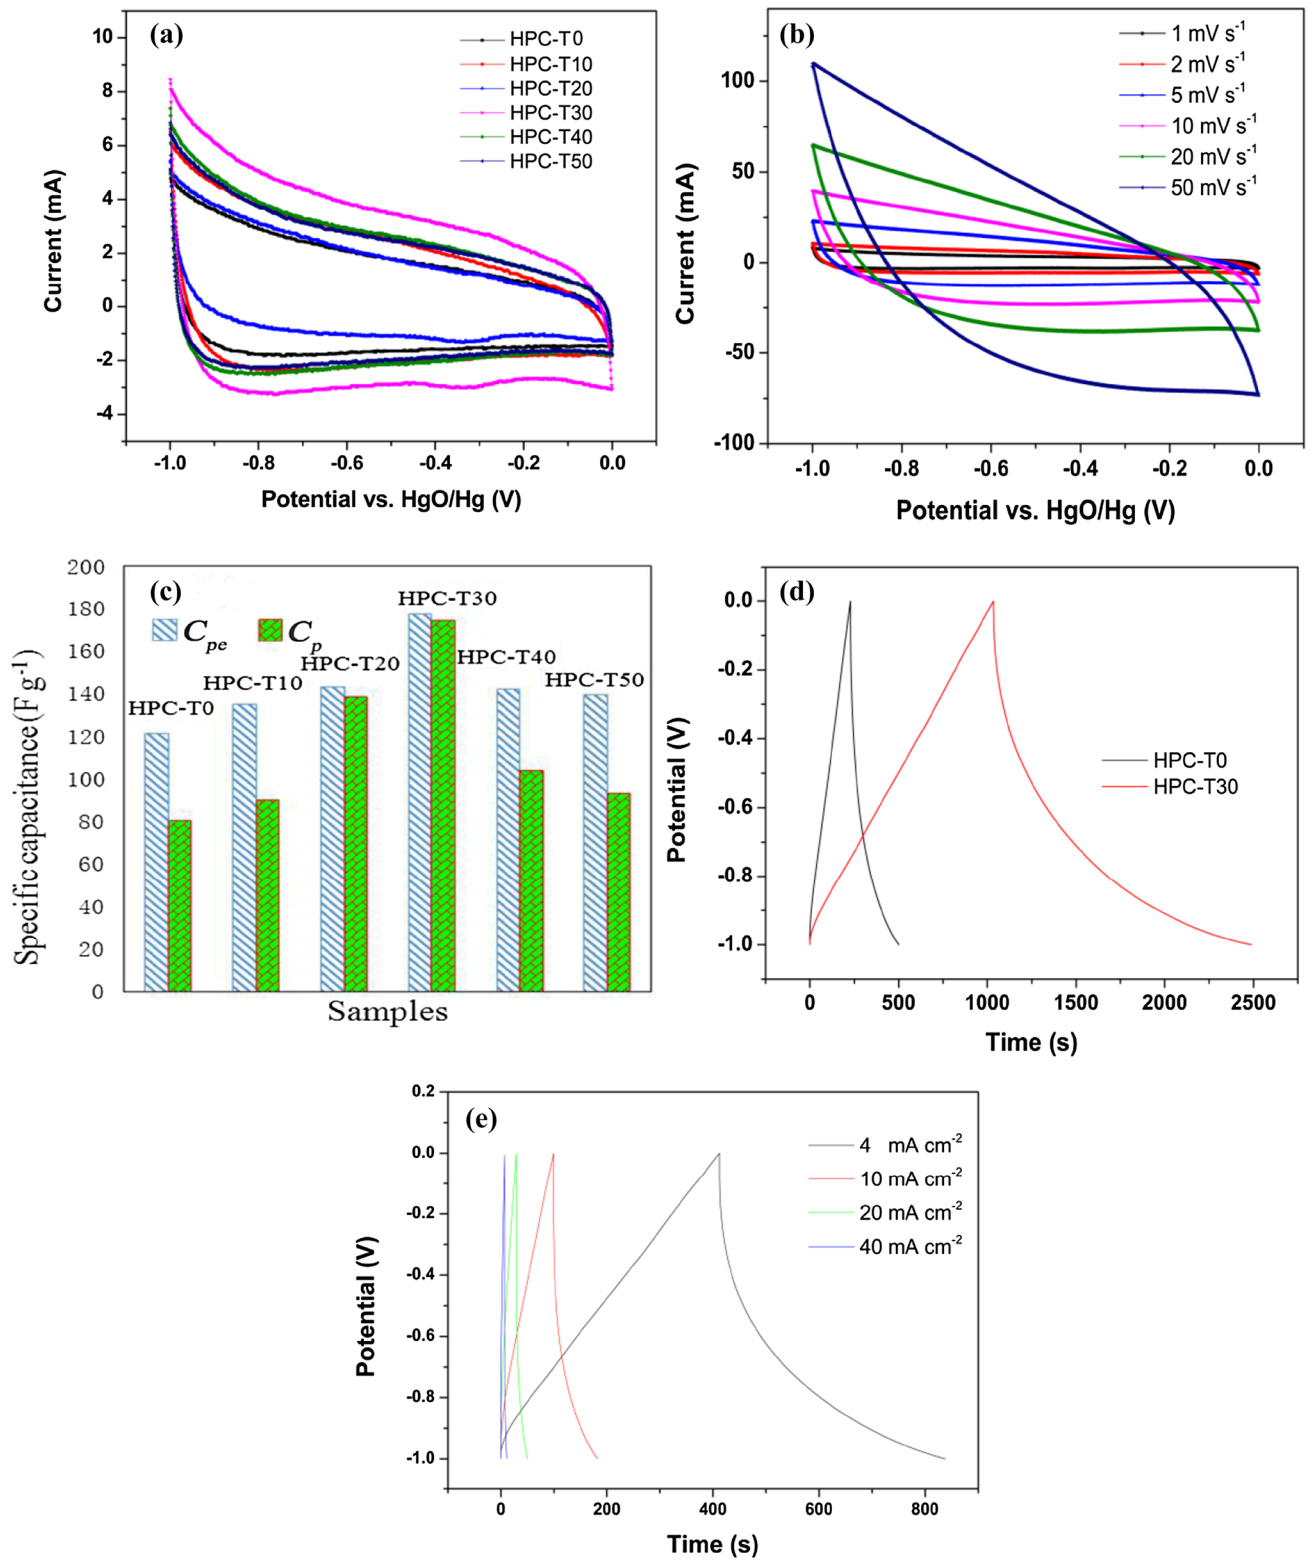 (a)
HPC-T0
HPC-T10
HPC-T20
HPC-T30
HPC-T40
HPC-T50
10
8
6
4
2
0
-2
-4
Current (mA)
-1.0 -0.8 -0.6 -0.4 -0.2 0.0
Potential vs. HgO/Hg (V)
(b)
1 mV s-1
2 mV s-1
5 mV s-1
10 mV s-1
20 mV s-1
50 mV s-1
100
50
0
-50
-100
Current (mA)
-1.0 -0.8 -0.6 -0.4 -0.2 0.0
Potential vs. HgO/Hg (V)
(c)
Cpe Cp
HPC-T0
HPC-T10
HPC-T20
HPC-T30
HPC-T40
HPC-T50
200
180
160
140
120
100
80
60
40
20
0
Specific capacitance (F g-1)
Samples
(d)
HPC-T0
HPC-T30
0.0
-0.2
-0.4
-0.6
-0.8
-1.0
Potential (V)
0 500 1000 1500 2000 2500
Time (s)
(e)
4 mA cm-2
10 mA cm-2
20 mA cm-2
40 mA cm-2
0.2
0.0
-0.2
-0.4
-0.6
-0.8
-1.0
Potential (V)
0 200 400 600 800
Time (s)